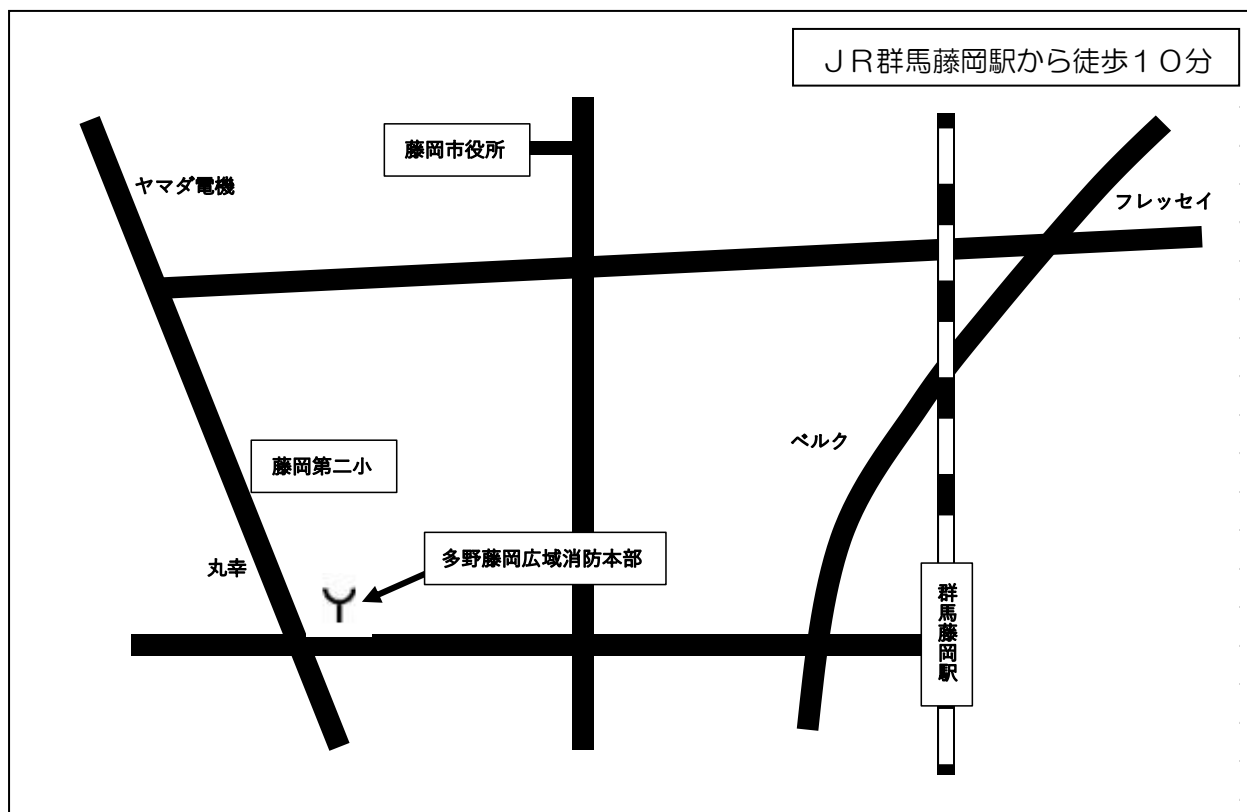 JR群馬藤岡駅から徒歩10分
藤岡市役所
ヤマダ電機
フレッセイ
ベルク
藤岡第二小
多野藤岡広域消防本部
丸幸
群馬藤岡駅